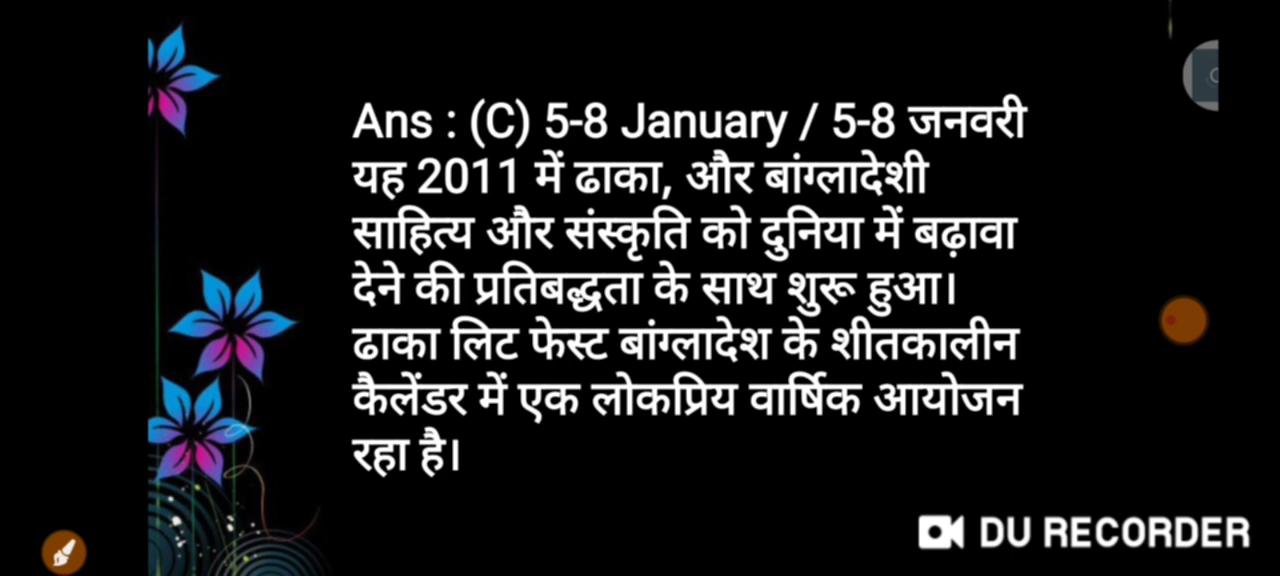 Ans : (C) 5-8 January / 5-8 जनवरी
यह 2011 में ढाका, और बांग्लादेशी
साहित्य और संस्कृति को दुनिया में बढ़ावा
देने की प्रतिबद्धता के साथ शुरू हुआ।
ढाका लिट फेस्ट बांग्लादेश के शीतकालीन
कैलेंडर में एक लोकप्रिय वार्षिक आयोजन
रहा है।
DU RECORDER